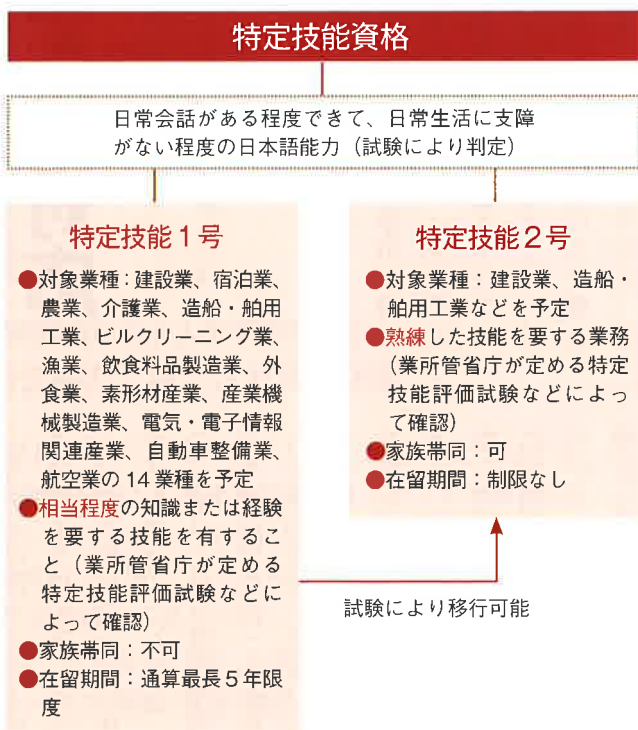 特定技能資格
日常会話がある程度できて、日常生活に支障
がない程度の日本語能力（試験により判定）
特定技能１号
●対象業種：建設業、宿泊業、
農業、介護業、造船・舶用
工業、ビルクリーニング業、
漁業、飲食料品製造業、外
食業、素形材産業、産業機
械製造業、電気・電子情報
関連産業、自動車整備業、
航空業の 14 業種を予定
●相当程度の知識または経験
を要する技能を有するこ
と（業所管省庁が定める
特定技能評価試験などに
よって確認）
●家族帯同：不可
●在留期間：通算最長５年限
度
特定技能２号
●対象業種：建設業、造船・
舶用工業などを予定
●熟練した技能を要する業務
（業所管省庁が定める特定
技能評価試験などによっ
て確認）
●家族帯同：可
●在留期間：制限なし
試験により移行可能